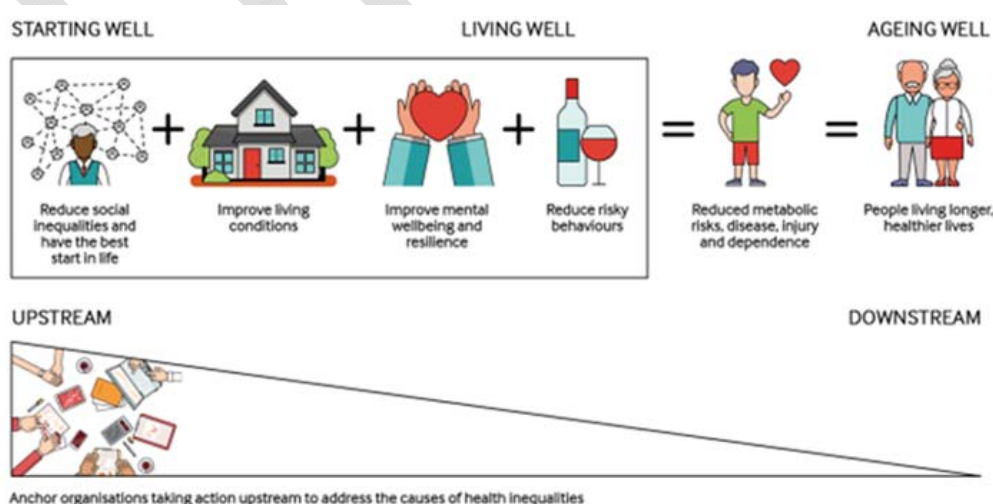 STARTING WELL
LIVING WELL
AGEING WELL
Reduce social
inequalities and
have the best
start in life
Improve living
conditions
Improve mental
wellbeing and
resilience
Reduce risky
behaviours
Reduced metabolic
risks, disease, injury
and dependence
People living longer,
healthier lives
UPSTREAM
DOWNSTREAM
Anchor organisations taking action upstream to address the causes of health inequalities